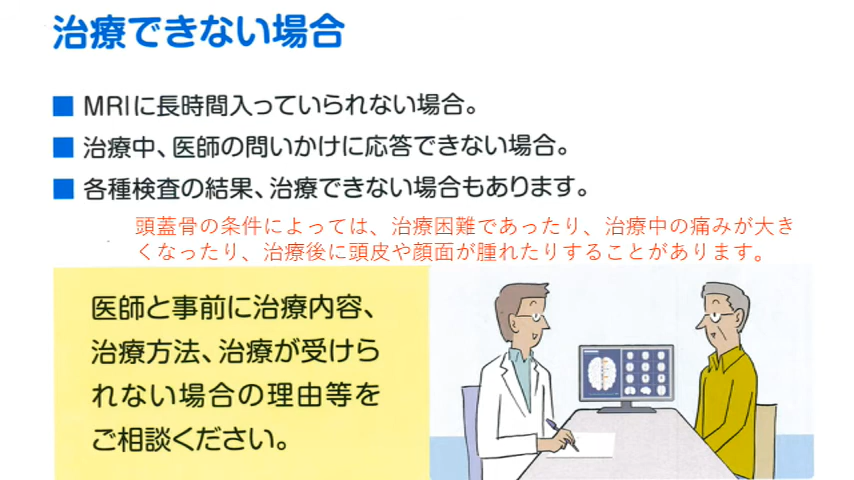 治療できない場合
■ MRIに長時間入っていられない場合。
■ 治療中、医師の問いかけに応答できない場合。
■ 各種検査の結果、治療できない場合もあります。
頭蓋骨の条件によっては、治療困難であったり、治療中の痛みが大き
くなったり、治療後に頭皮や顔面が腫れたりすることがあります。
医師と事前に治療内容、
治療方法、治療が受けら
れない場合の理由等を
ご相談ください。